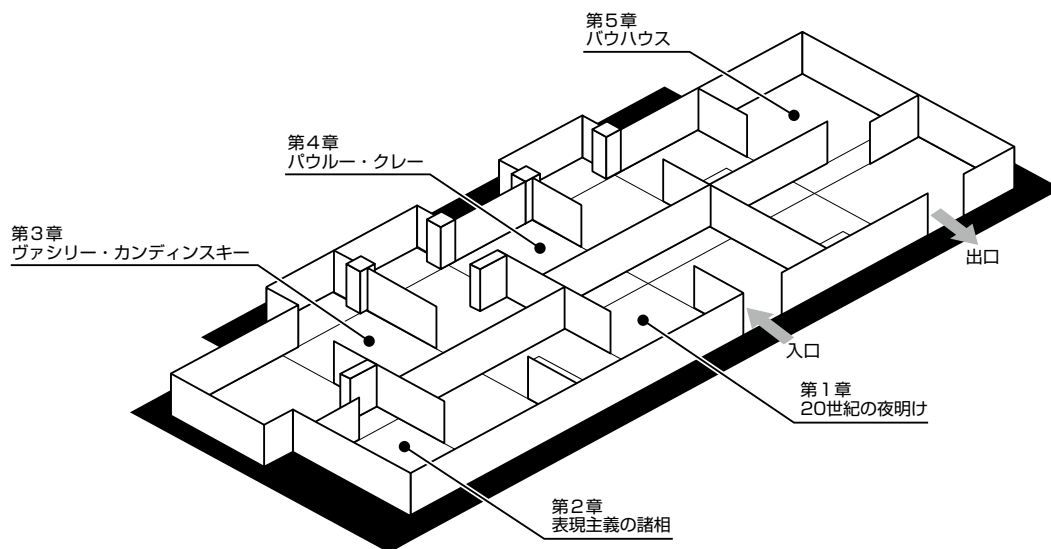 第5章
バウハウス
第4章
パウルー・クレー
第3章
ヴァシリー・カンディンスキー
出口
入口
第1章
20世紀の夜明け
第2章
表現主義の諸相